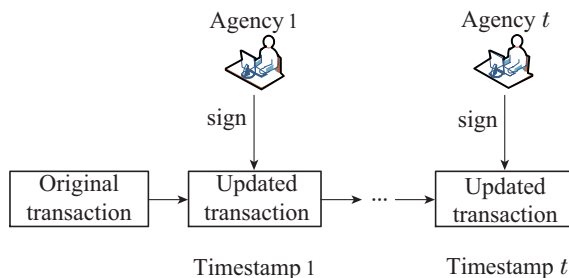 Agency 1
Agency t
sign
sign
Original
transaction
Updated
transaction
...
Updated
transaction
Timestamp 1
Timestamp t